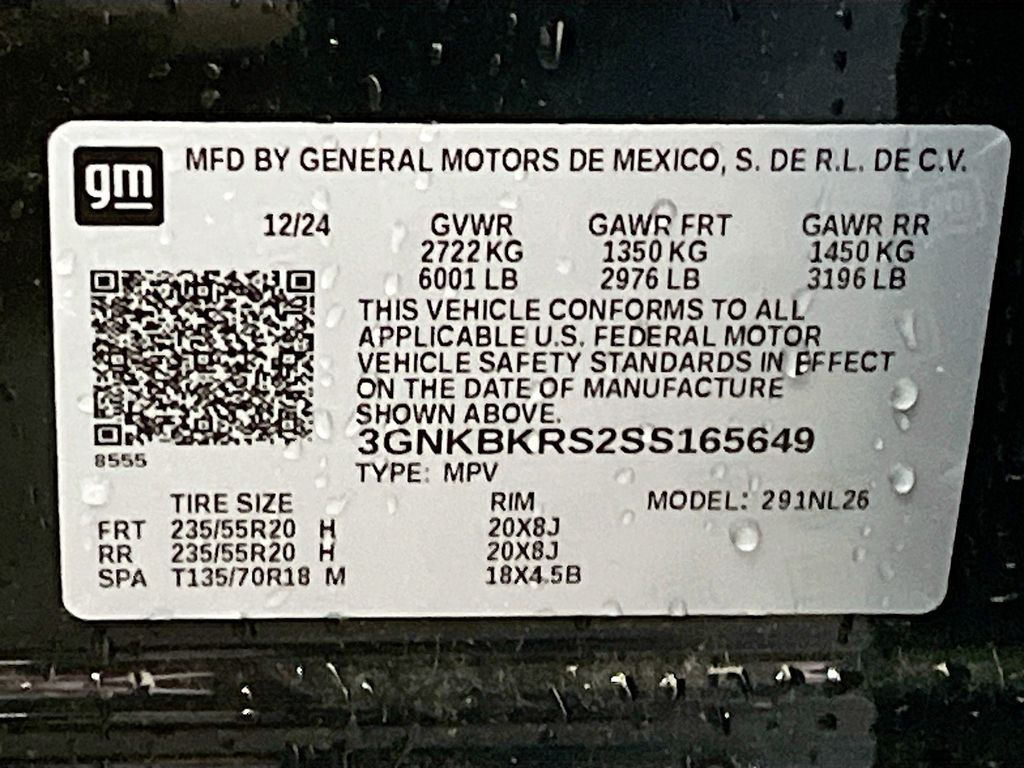 gm MFD BY GENERAL MOTORS DE MEXICO, S. DE R.L. DE C.V.
12/24 GVWR GAWR FRT GAWR RR
2722 KG 1350 KG 1450 KG
6001 LB 2976 LB 3196 LB
THIS VEHICLE CONFORMS TO ALL
APPLICABLE U.S. FEDERAL MOTOR
VEHICLE SAFETY STANDARDS IN EFFECT
ON THE DATE OF MANUFACTURE
SHOWN ABOVE.
3GNKBKRS2SS165649
8555
TYPE: MPV
TIRE SIZE RIM MODEL: 291NL26
FRT 235/55R20 H 20X8J
RR 235/55R20 H 20X8J
SPA T135/70R18 M 18X4.5B